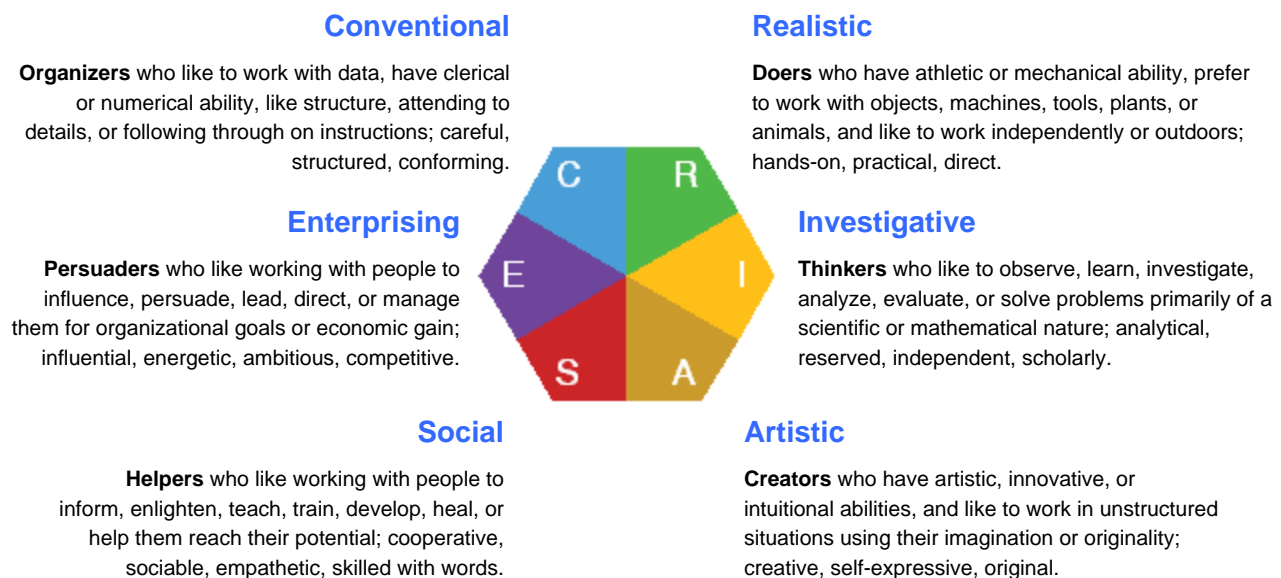 Conventional
Organizers who like to work with data, have clerical
or numerical ability, like structure, attending to
details, or following through on instructions; careful,
structured, conforming.
Realistic
Doers who have athletic or mechanical ability, prefer
to work with objects, machines, tools, plants, or
animals, and like to work independently or outdoors;
hands-on, practical, direct.
C
R
Enterprising
Persuaders who like working with people to
influence, persuade, lead, direct, or manage
them for organizational goals or economic gain;
influential, energetic, ambitious, competitive.
E
I
Investigative
Thinkers who like to observe, learn, investigate,
analyze, evaluate, or solve problems primarily of a
scientific or mathematical nature; analytical,
reserved, independent, scholarly.
S
A
Social
Helpers who like working with people to
inform, enlighten, teach, train, develop, heal, or
help them reach their potential; cooperative,
sociable, empathetic, skilled with words.
Artistic
Creators who have artistic, innovative, or
intuitional abilities, and like to work in unstructured
situations using their imagination or originality;
creative, self-expressive, original.